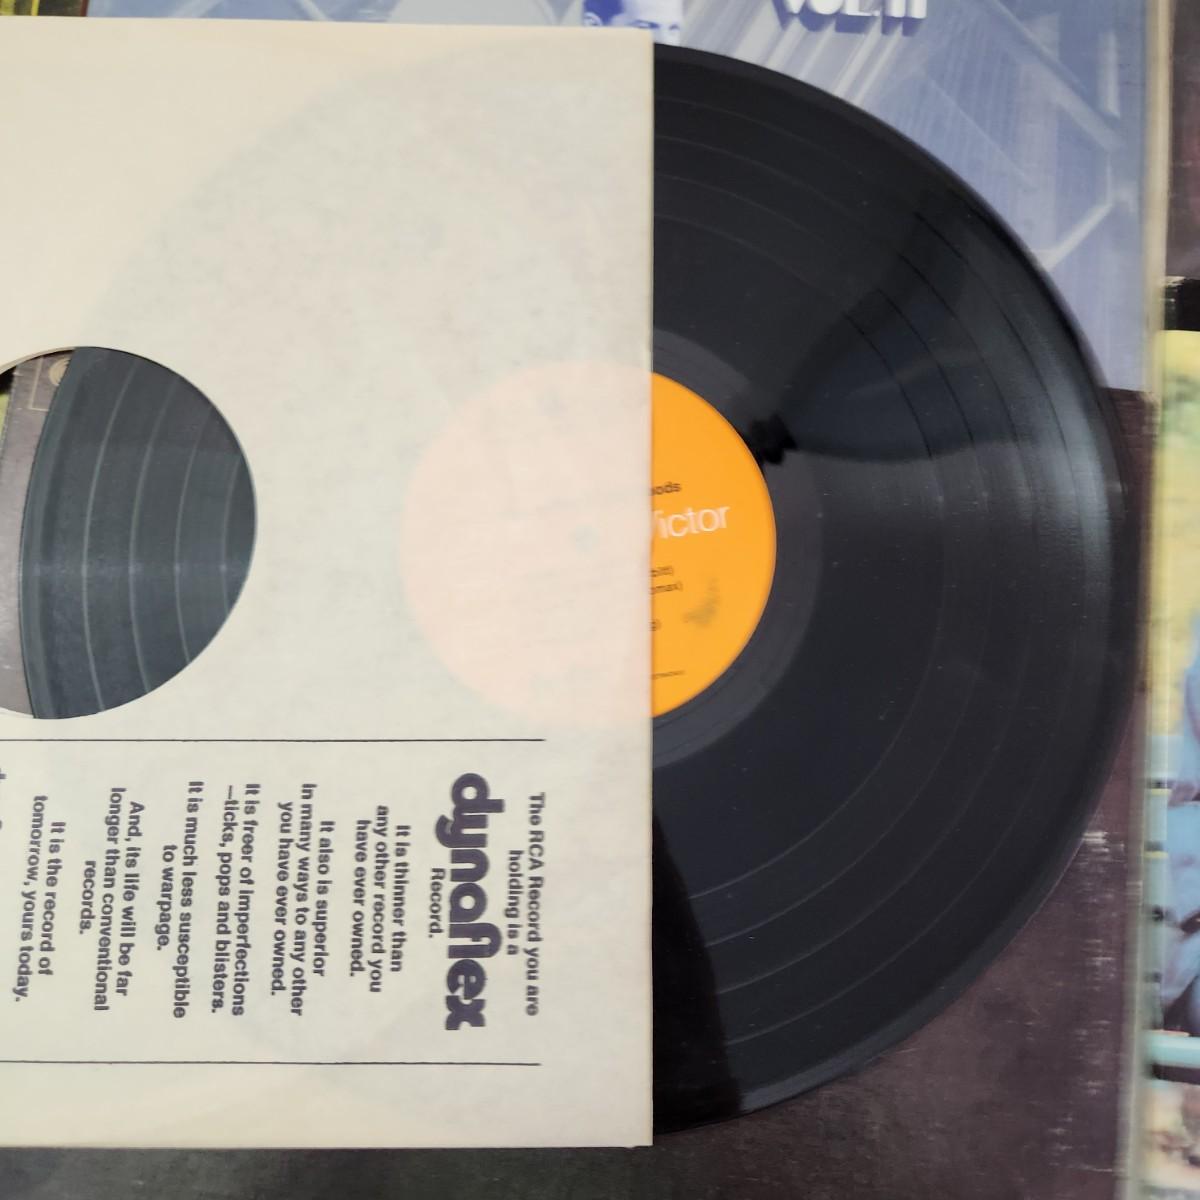 VOL. II
Victor
The RCA Record you are
holding is a
dynaflex
Record.
It is thinner than
any other record you
have ever owned.
It also is superior
in many ways to any other
you have ever owned.
It is freer of imperfections
—ticks, pops and blisters.
It is much less susceptible
to warpage.
And, its life will be far
longer than conventional
records.
It is the record of
tomorrow, yours today.